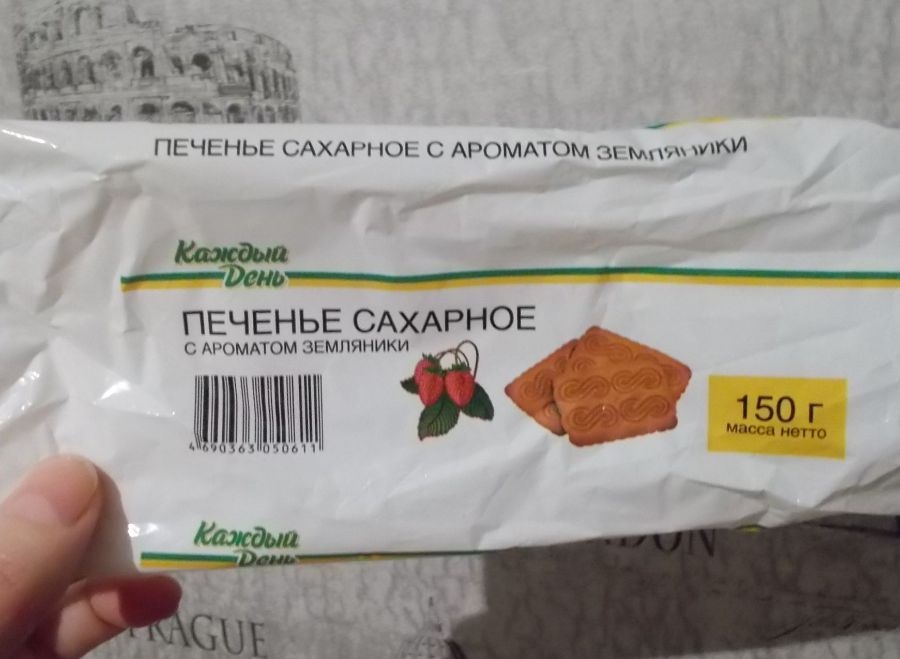 ПЕЧЕНЬЕ САХАРНОЕ С АРОМАТОМ ЗЕМЛЯНИКИ
Каждый
День
ПЕЧЕНЬЕ САХАРНОЕ
С АРОМАТОМ ЗЕМЛЯНИКИ
4690363050611
150 г
масса нетто
Каждый
День
PRAGUE